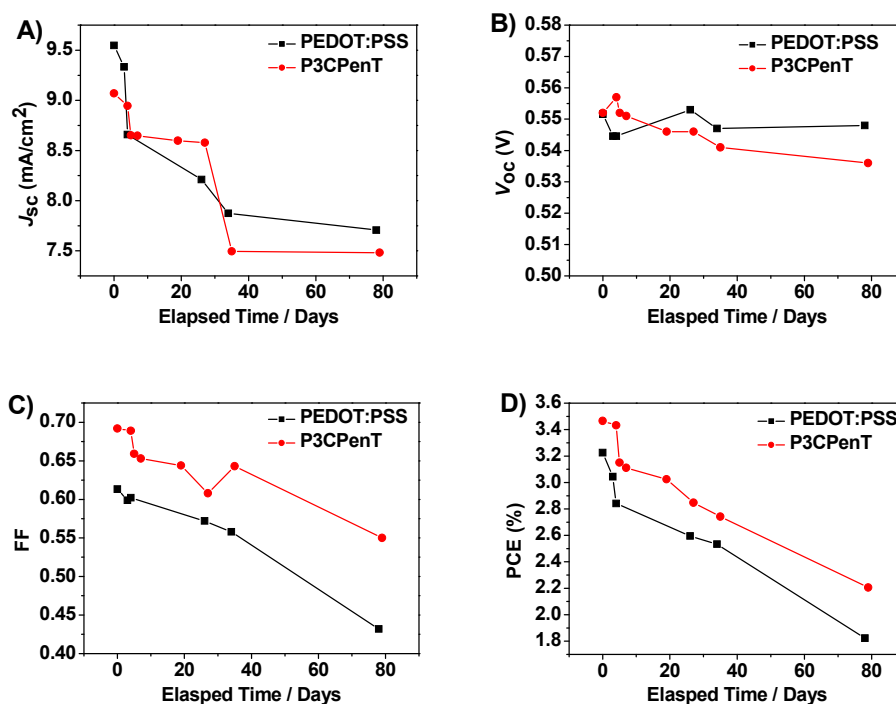 A)
PEDOT:PSS
P3CPenT
9.5
9.0
8.5
8.0
7.5
Jsc (mA/cm²)
0 20 40 60 80
Elapsed Time / Days
B)
PEDOT:PSS
P3CPenT
0.58
0.57
0.56
0.55
0.54
0.53
0.52
0.51
0.50
Voc (V)
0 20 40 60 80
Elasped Time / Days
C)
PEDOT:PSS
P3CPenT
0.70
0.65
0.60
0.55
0.50
0.45
0.40
FF
0 20 40 60 80
Elasped Time / Days
D)
PEDOT:PSS
P3CPenT
3.6
3.4
3.2
3.0
2.8
2.6
2.4
2.2
2.0
1.8
PCE (%)
0 20 40 60 80
Elasped Time / Days